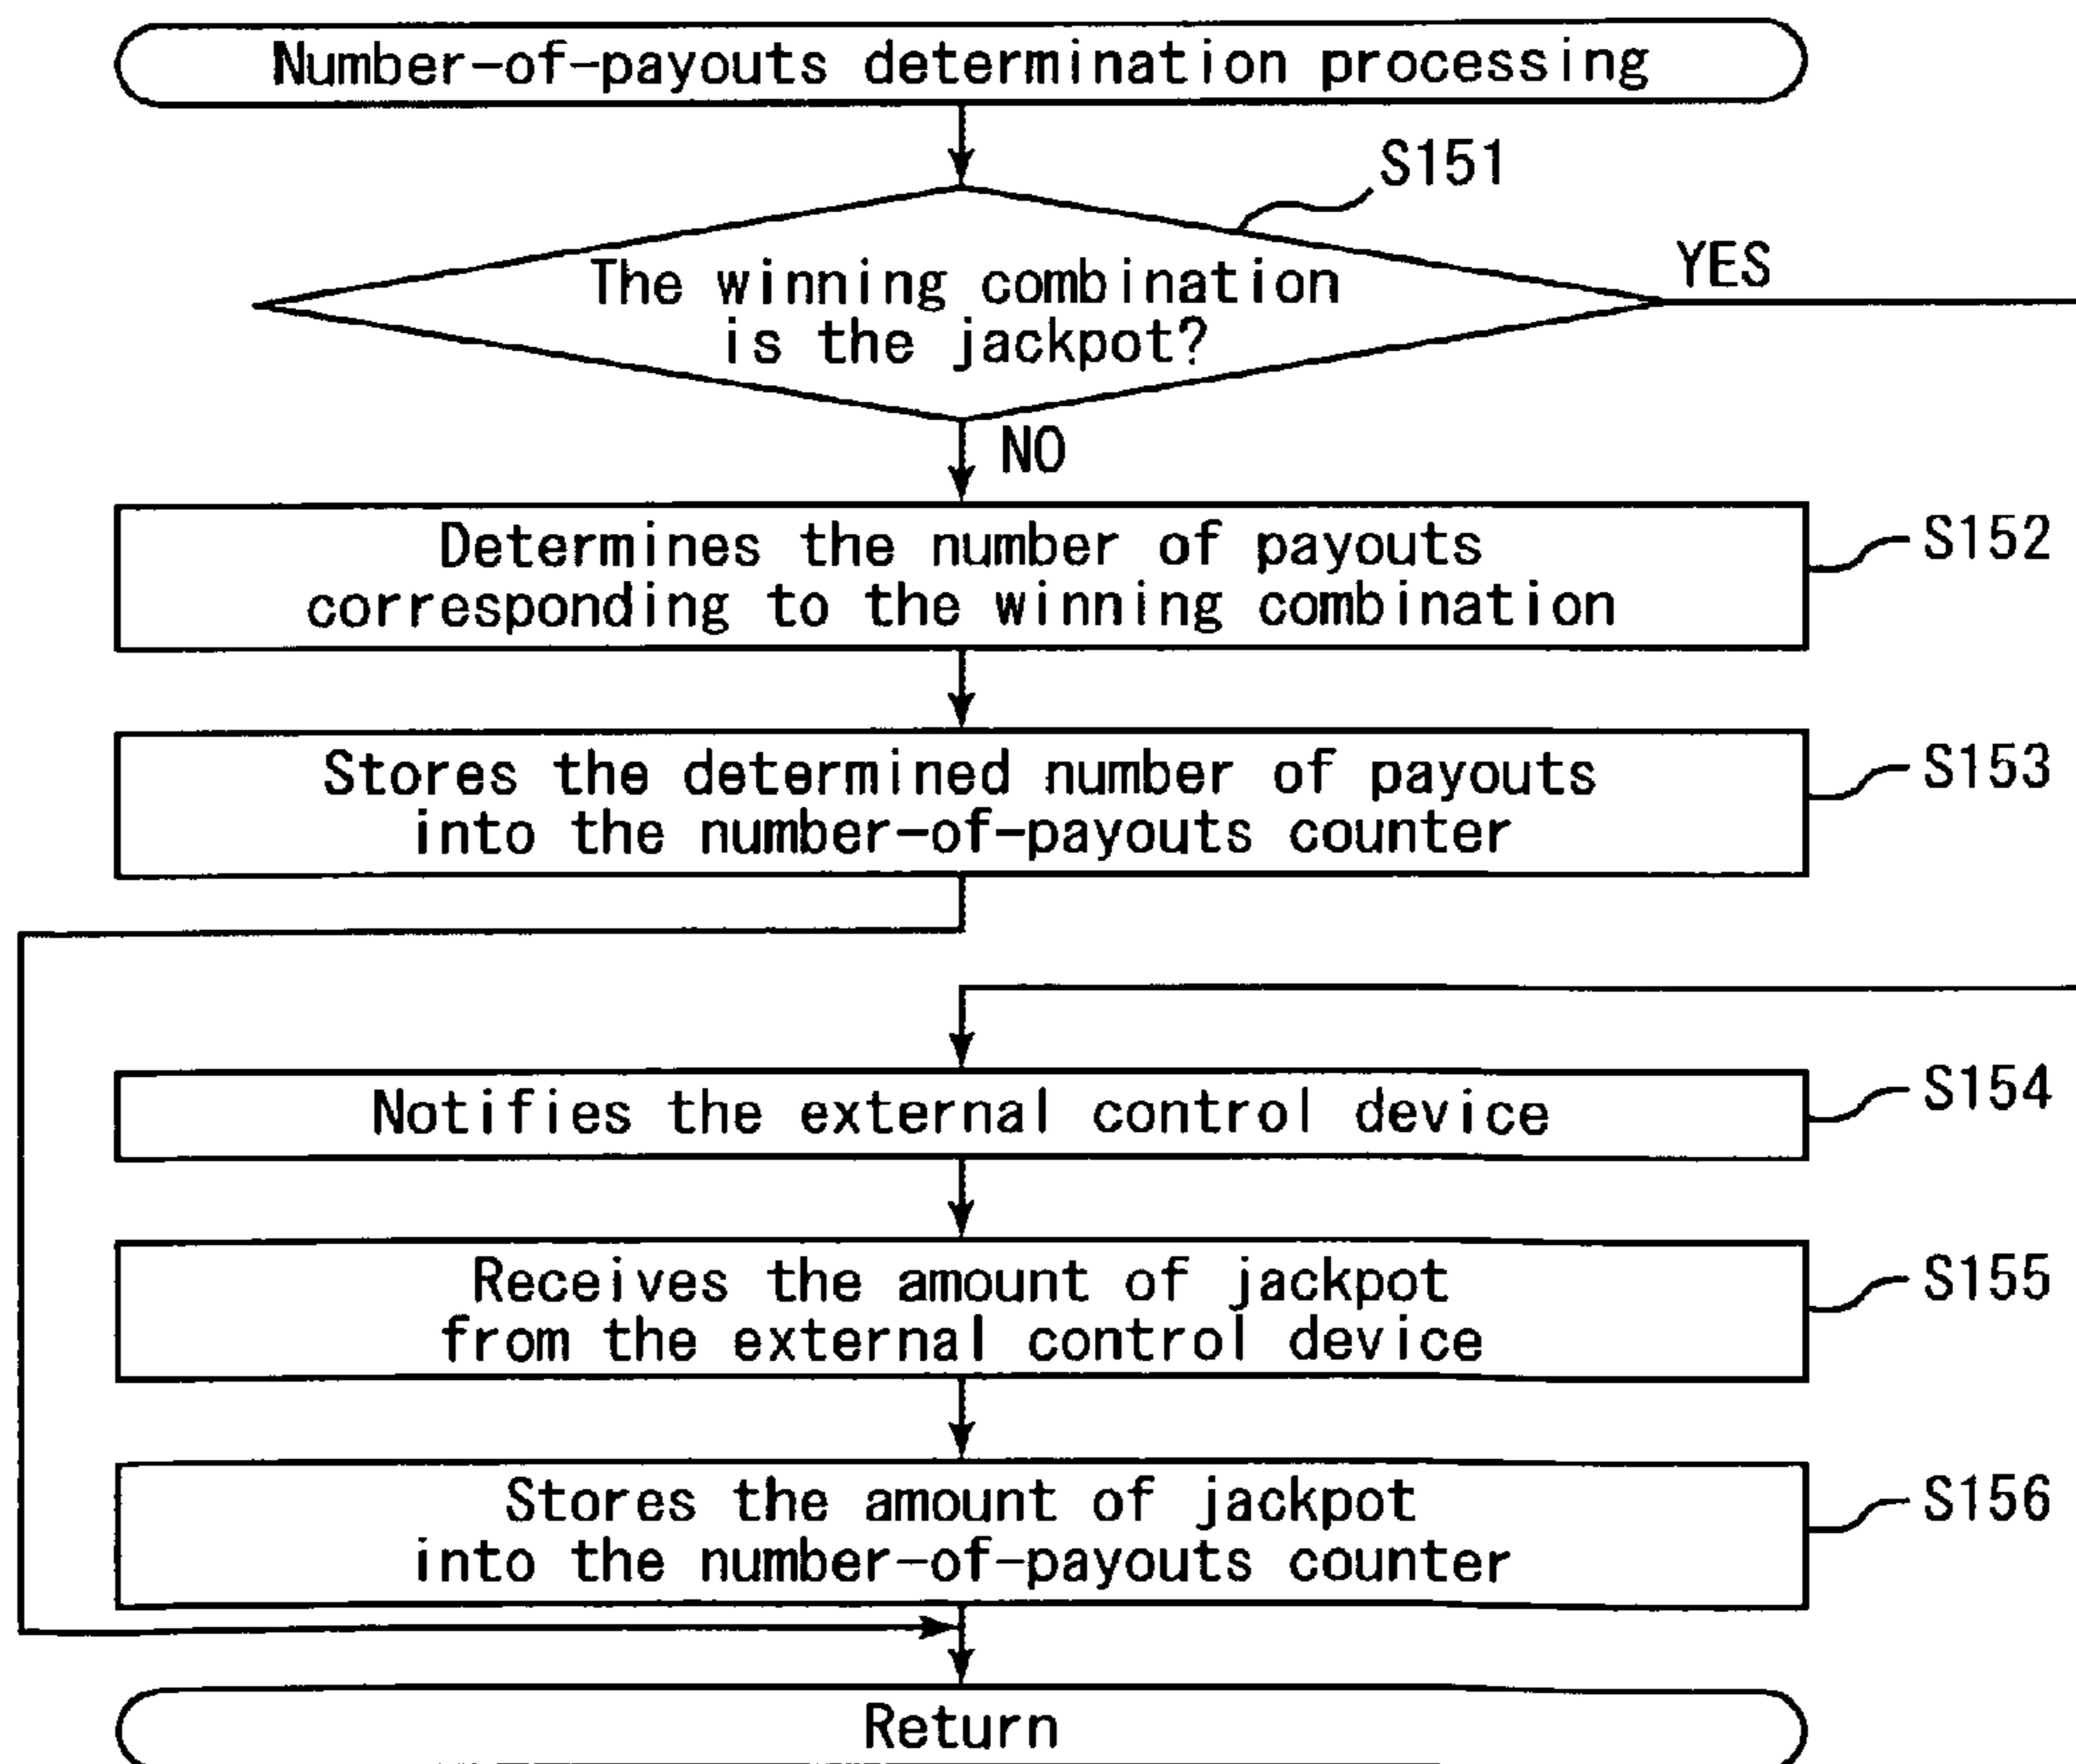 Number-of-payouts determination processing
S151
The winning combination
is the jackpot?
YES
NO
Determines the number of payouts
corresponding to the winning combination
S152
Stores the determined number of payouts
into the number-of-payouts counter
S153
Notifies the external control device
S154
Receives the amount of jackpot
from the external control device
S155
Stores the amount of jackpot
into the number-of-payouts counter
S156
Return